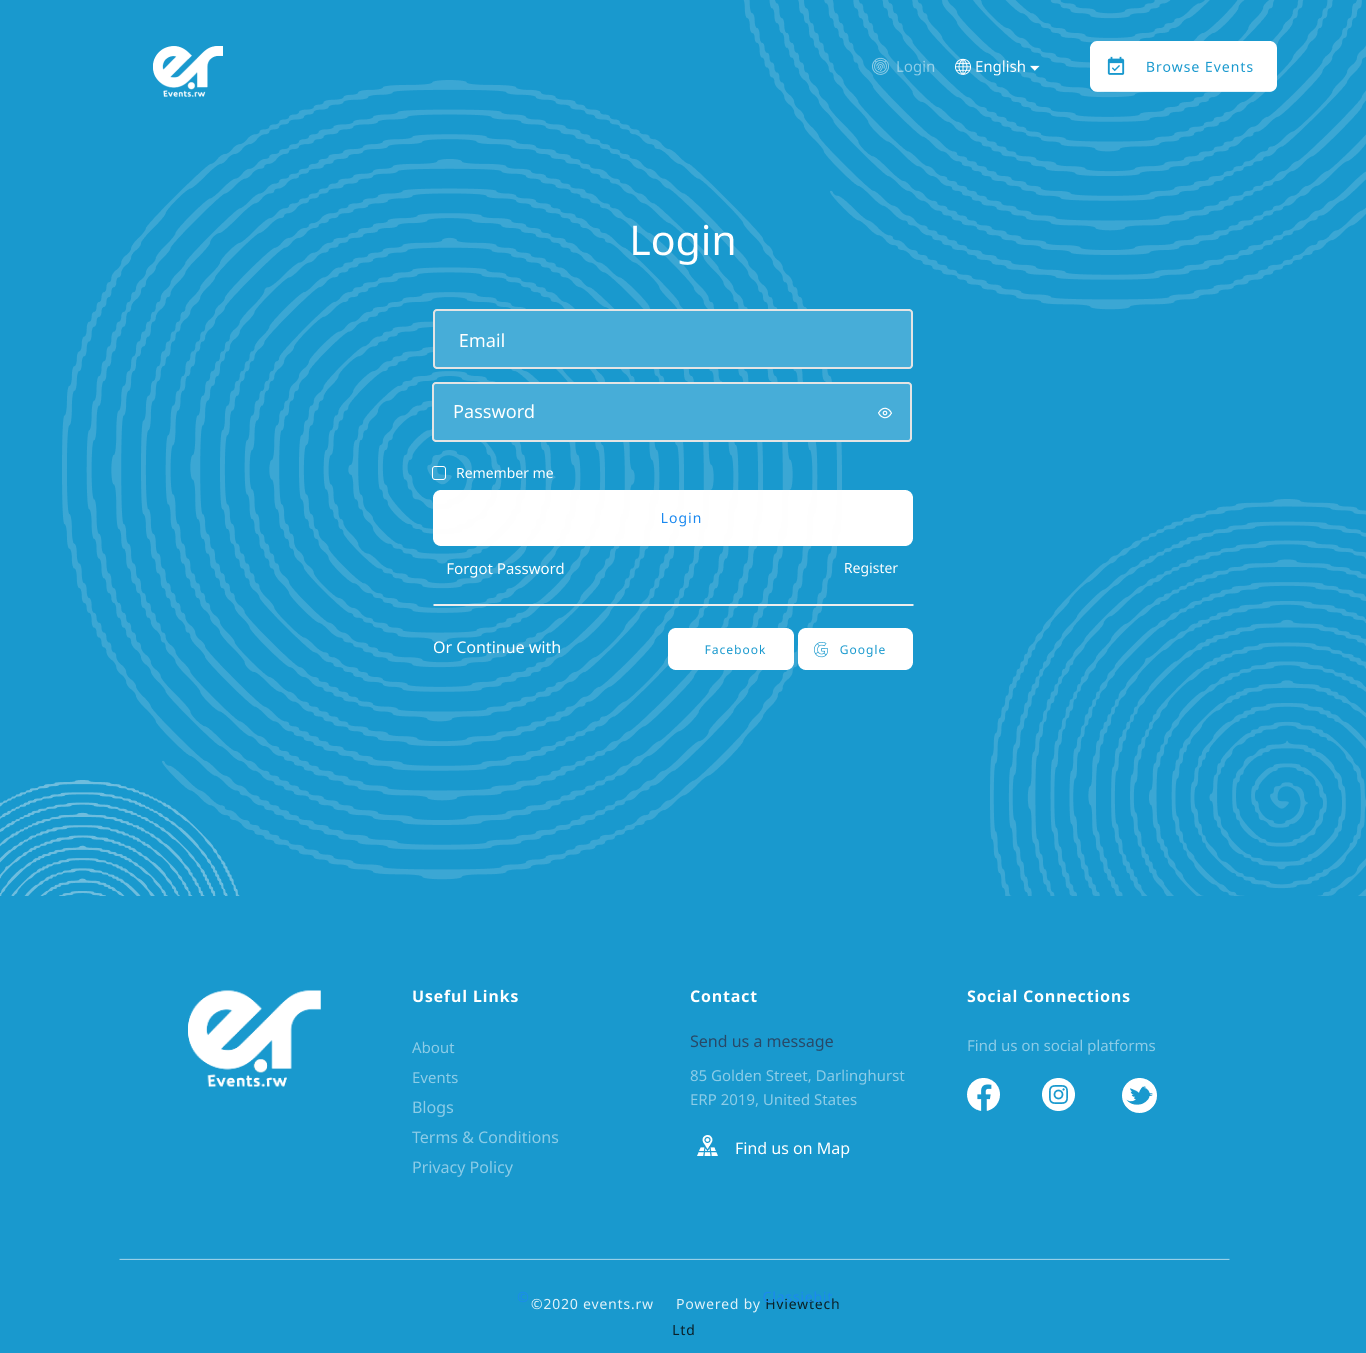 er
Events.rw
Login
English
Browse Events
Login
Email
Password
Remember me
Login
Forgot Password
Register
Or Continue with
Facebook
Google
er
Events.rw
Useful Links
About
Events
Blogs
Terms & Conditions
Privacy Policy
Contact
Send us a message
85 Golden Street, Darlinghurst
ERP 2019, United States
Find us on Map
Social Connections
Find us on social platforms
©2020 events.rw Powered by Hviewtech
Ltd